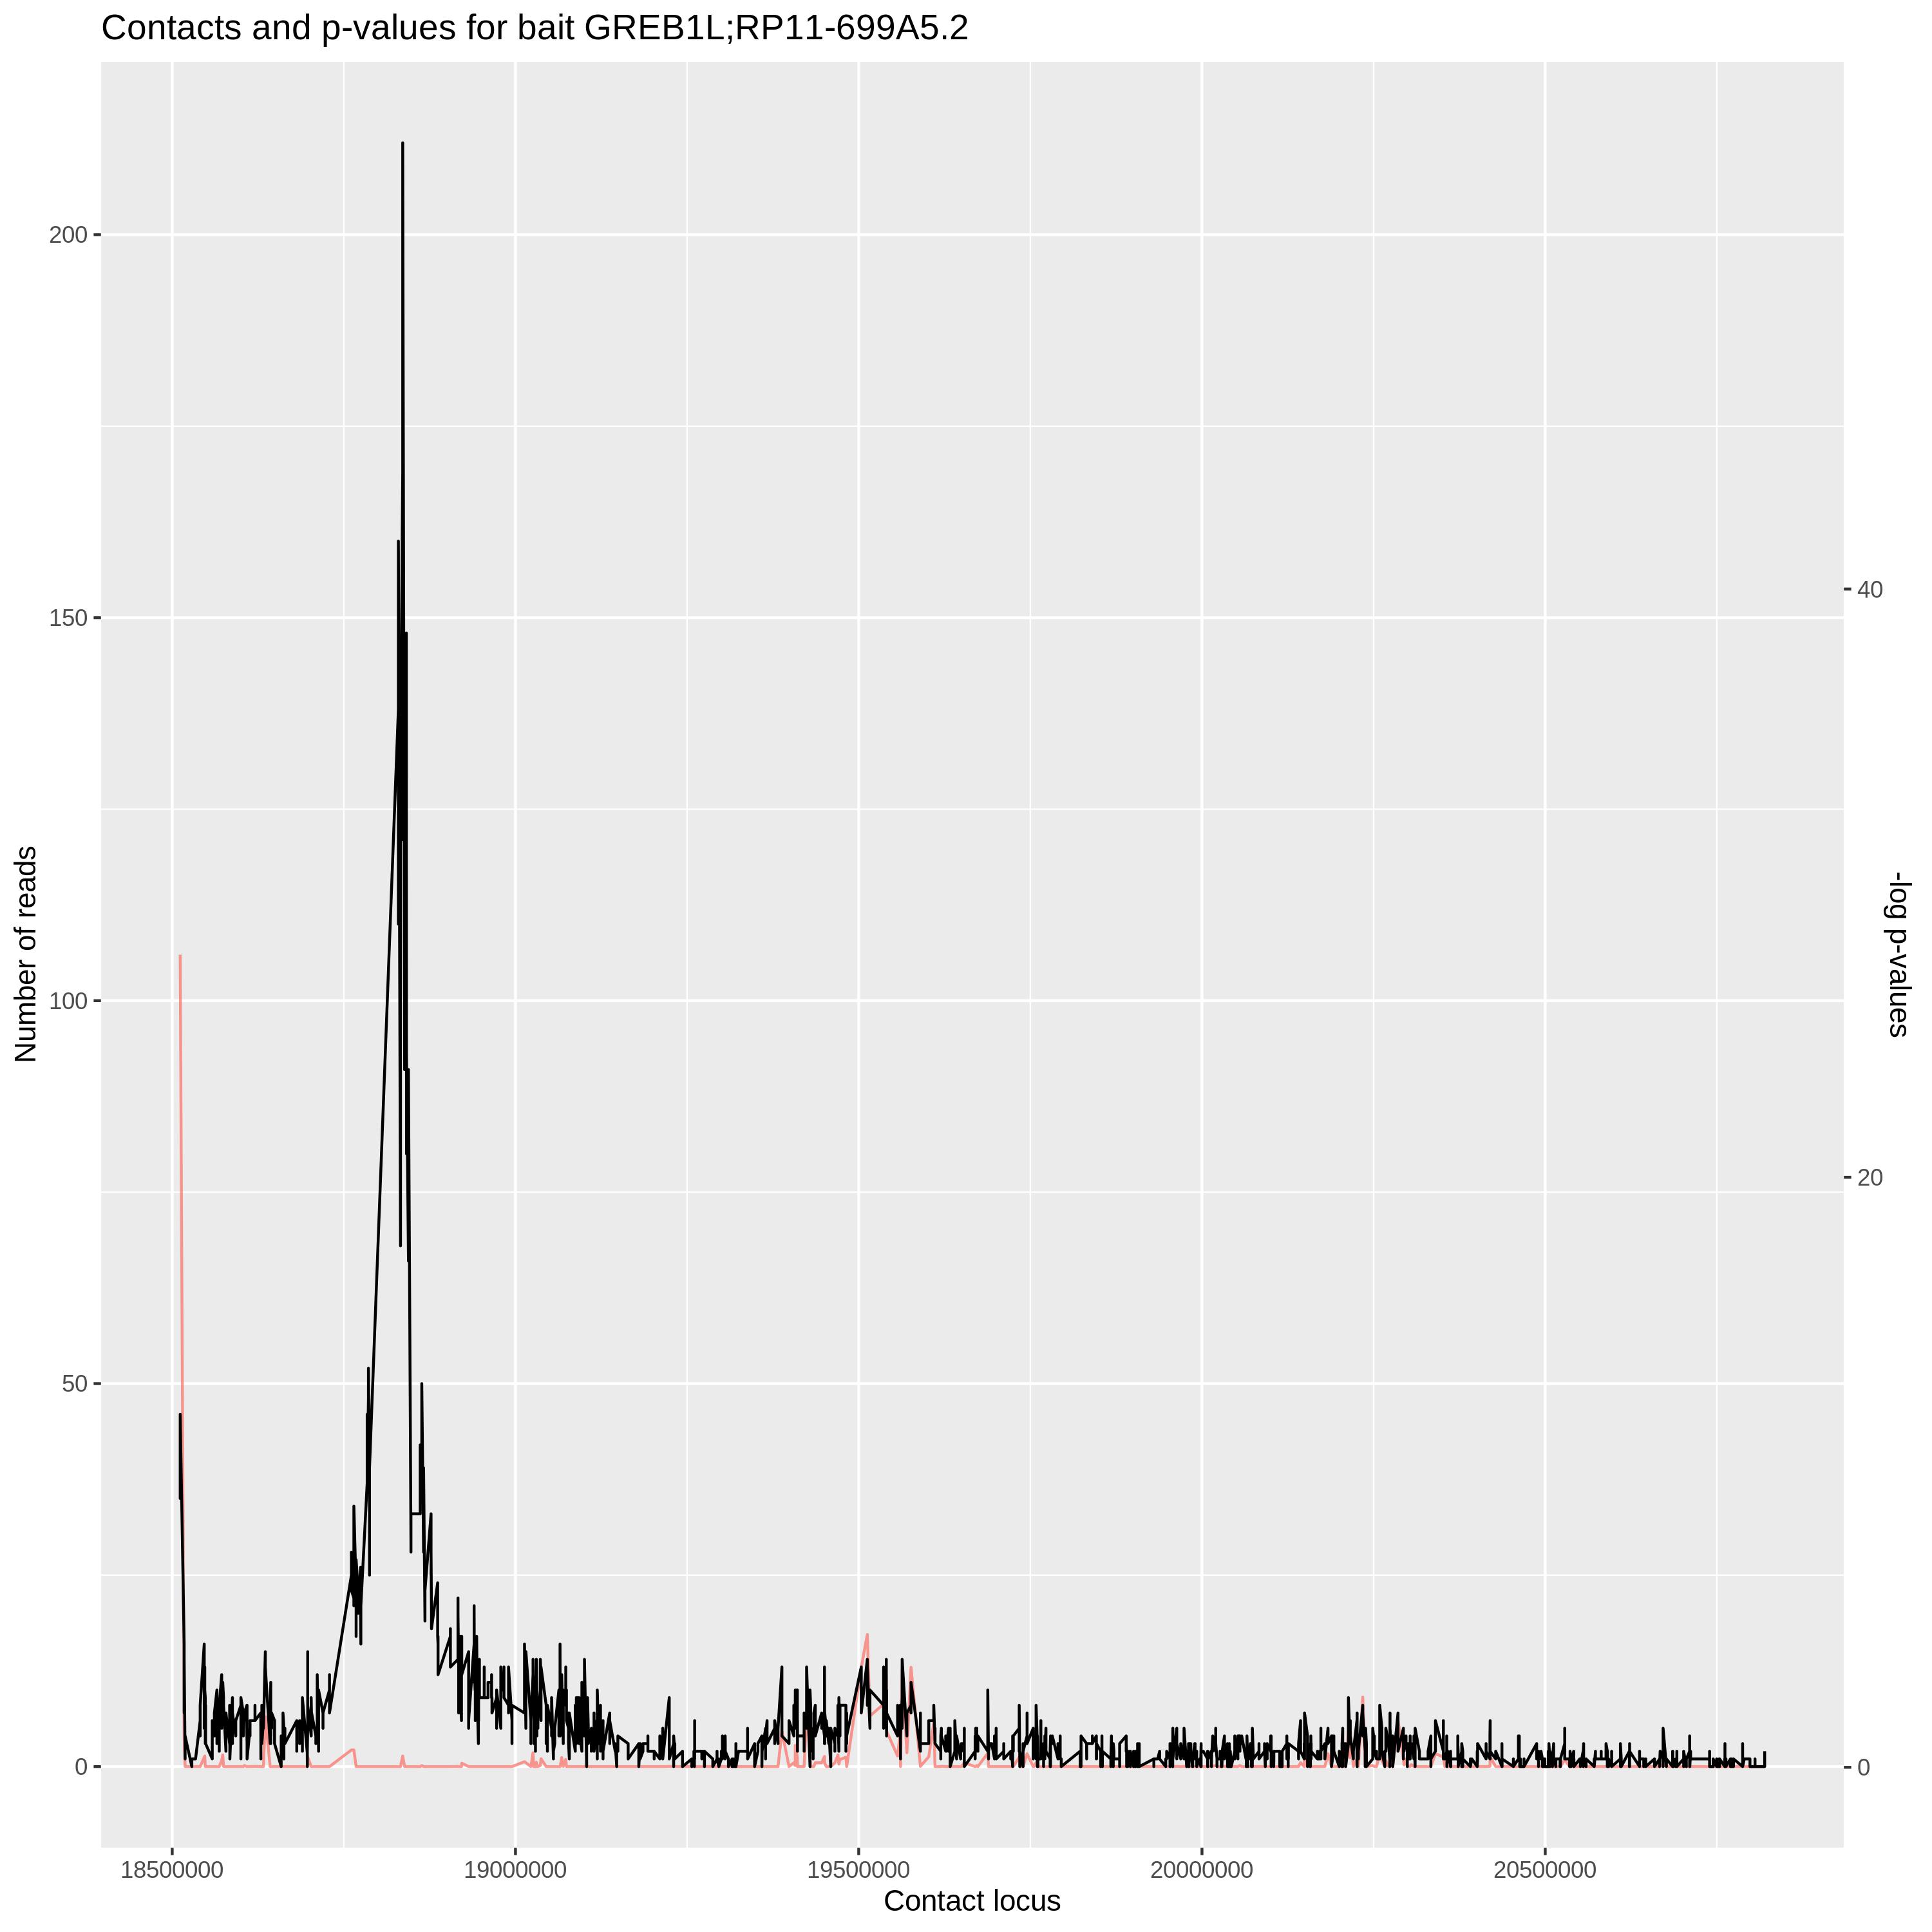 Contacts and p-values for bait GREB1L;RP11-699A5.2
200
150
100
50
0
Number of reads
40
20
0
-log p-values
18500000 19000000 19500000 20000000 20500000
Contact locus